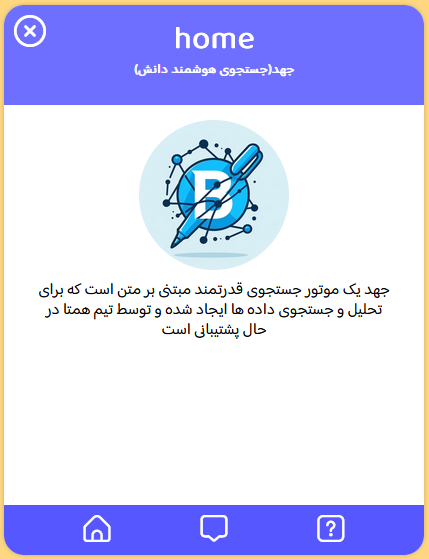 home
جهد(جستجوی هوشمند دانش)
B
جهد یک موتور جستجوی قدرتمند مبتنی بر متن است که برای
تحلیل و جستجوی داده ها ایجاد شده و توسط تیم همتا در
حال پشتیبانی است